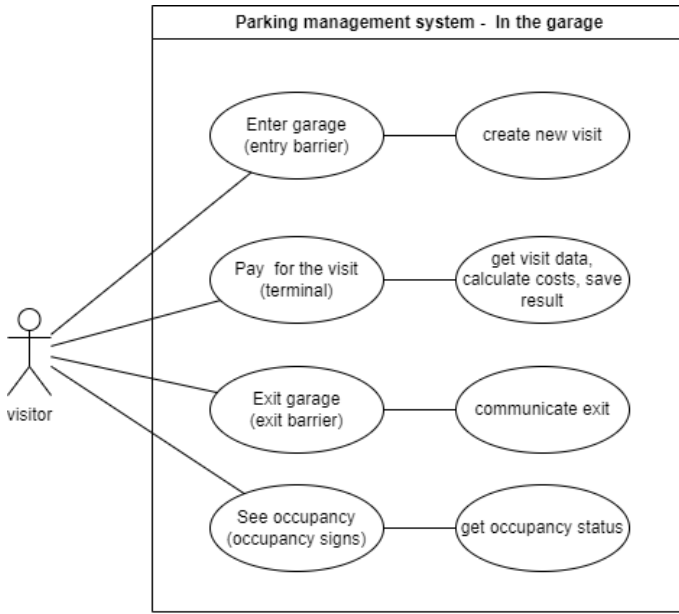 Parking management system - In the garage
Enter garage
(entry barrier)
create new visit
Pay for the visit
(terminal)
get visit data,
calculate costs, save
result
visitor
Exit garage
(exit barrier)
communicate exit
See occupancy
(occupancy signs)
get occupancy status